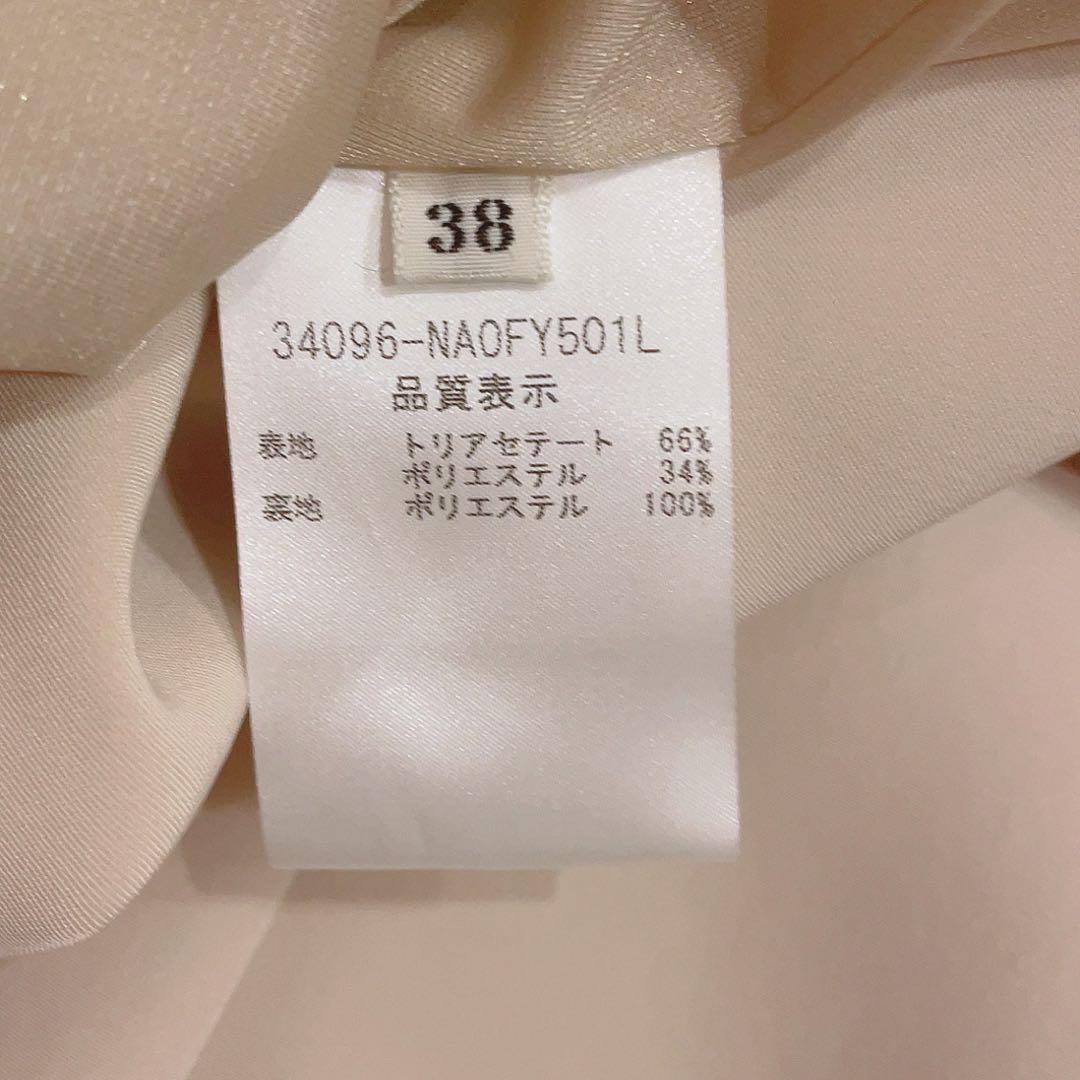 38
34096-NA0FY501L
品質表示
表地 トリアセテート 66%
ポリエステル 34%
裏地 ポリエステル 100%